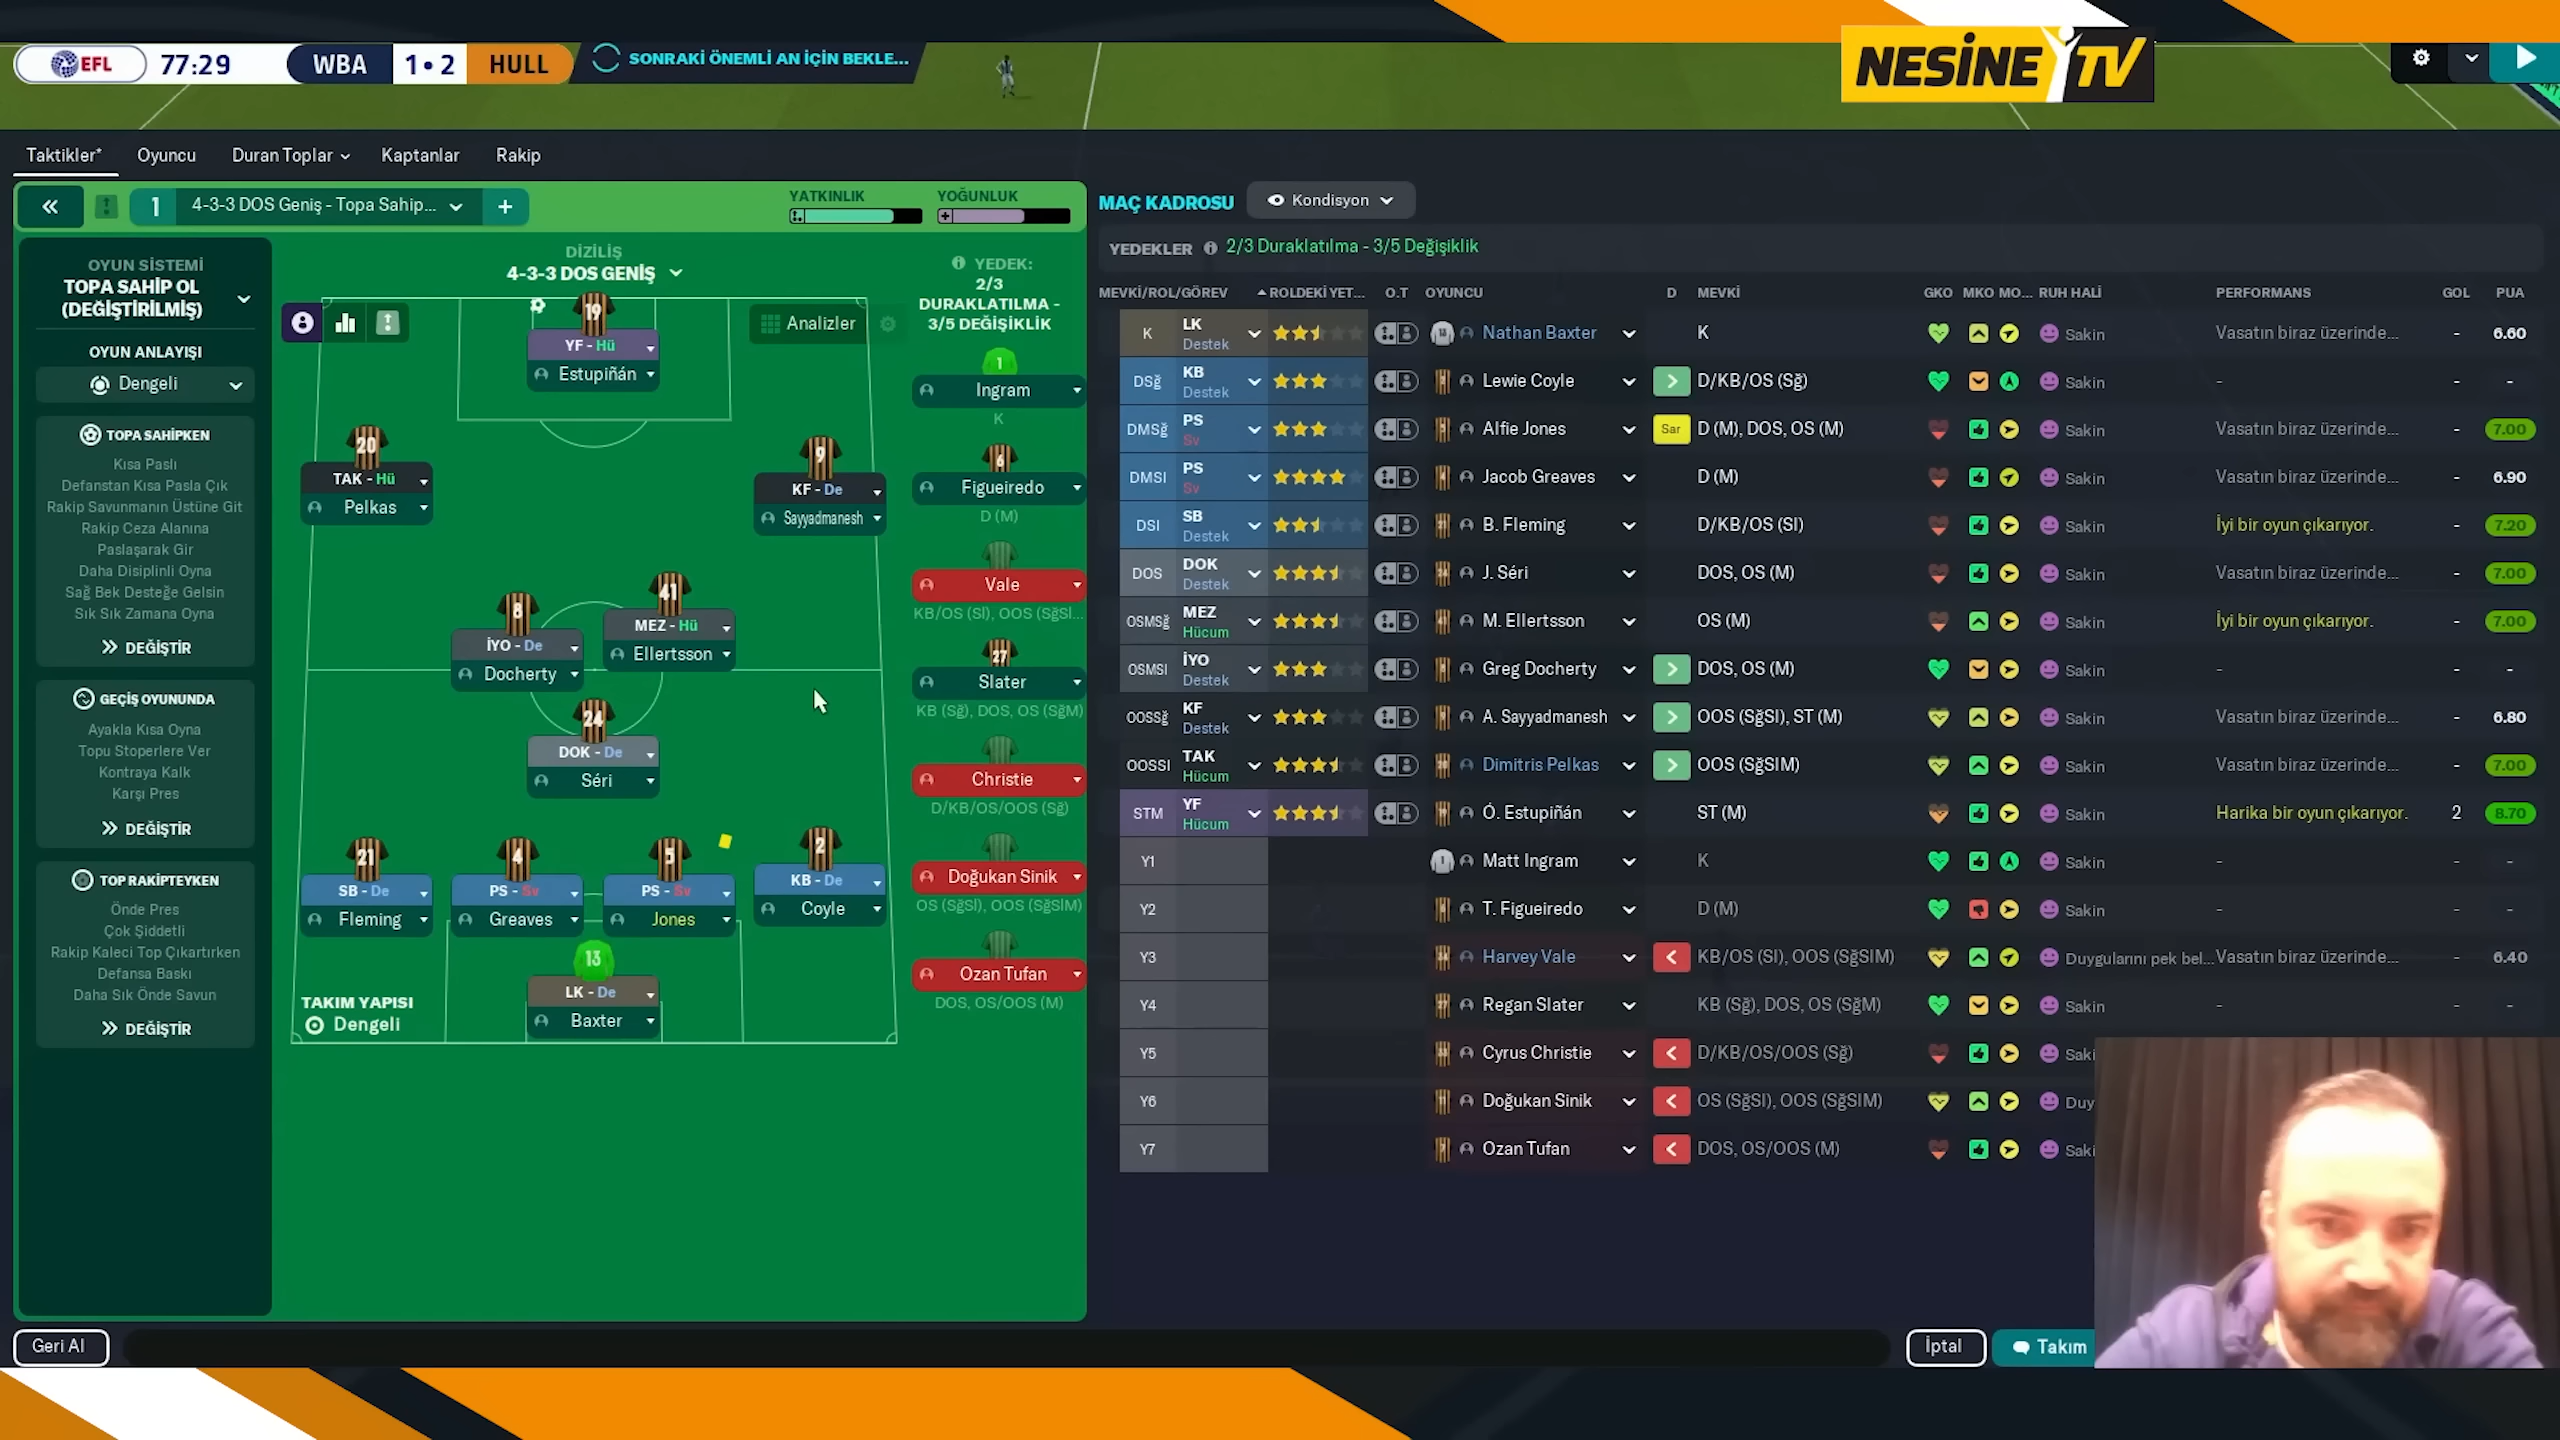 EFL 77:29 WBA 1 • 2 HULL SONRAKİ ÖNEMLİ AN İÇİN BEKLE...
NESİNE TV
Taktikler* Oyuncu Duran Toplar Kaptanlar Rakip
1 4-3-3 DOS Geniş - Topa Sahip...
YATKINLIK YOĞUNLUK
OYUN SİSTEMİ
TOPA SAHİP OL
(DEĞİŞTİRİLMİŞ)
OYUN ANLAYIŞI
Dengeli
TOPA SAHİPKEN
Kısa Paslı
Defanstan Kısa Pasla Çık
Rakip Savunmanın Üstüne Git
Rakip Ceza Alanına
Paslaşarak Gir
Daha Disiplinli Oyna
Sağ Bek Desteğe Gelsin
Sık Sık Zamana Oyna
DEĞİŞTİR
GEÇİŞ OYUNUNDA
Ayakla Kısa Oyna
Topu Stoperlere Ver
Kontraya Kalk
Karşı Pres
DEĞİŞTİR
TOP RAKİPTEYKEN
Önde Pres
Çok Şiddetli
Rakip Kaleci Top Çıkartırken
Defansa Baskı
Daha Sık Önde Savun
DEĞİŞTİR
DİZİLİŞ
4-3-3 DOS GENİŞ
Analizler
19
YF - Hü
Estupiñán
20
TAK - Hü
Pelkas
9
KF - De
Sayyadmanesh
8
İYO - De
Docherty
41
MEZ - Hü
Ellertsson
24
DOK - De
Séri
21
SB - De
Fleming
4
PS - Sv
Greaves
5
PS - Sv
Jones
2
KB - De
Coyle
13
LK - De
Baxter
TAKIM YAPISI
Dengeli
YEDEK:
2/3
DURAKLATILMA -
3/5 DEĞİŞİKLİK
1
Ingram
K
6
Figueiredo
D (M)
Vale
KB/OS (Sl), OOS (SğSl...
27
Slater
KB (Sğ), DOS, OS (SğM)
Christie
D/KB/OS/OOS (Sğ)
Doğukan Sinik
OS (SğSl), OOS (SğSlM)
Ozan Tufan
DOS, OS/OOS (M)
MAÇ KADROSU Kondisyon
YEDEKLER 2/3 Duraklatılma - 3/5 Değişiklik
MEVKİ/ROL/GÖREV ROLDEKİ YET... O.T OYUNCU D MEVKİ GKO MKO MO... RUH HALİ PERFORMANS GOL PUA
K LK Destek Nathan Baxter K Sakin Vasatın biraz üzerinde... - 6.60
DSğ KB Destek Lewie Coyle D/KB/OS (Sğ) Sakin - - -
DMSğ PS Sv Alfie Jones Sar D (M), DOS, OS (M) Sakin Vasatın biraz üzerinde... - 7.00
DMSl PS Sv Jacob Greaves D (M) Sakin Vasatın biraz üzerinde... - 6.90
DSl SB Destek B. Fleming D/KB/OS (Sl) Sakin İyi bir oyun çıkarıyor. - 7.20
DOS DOK Destek J. Séri DOS, OS (M) Sakin Vasatın biraz üzerinde... - 7.00
OSMSğ MEZ Hücum M. Ellertsson OS (M) Sakin İyi bir oyun çıkarıyor. - 7.00
OSMSl İYO Destek Greg Docherty DOS, OS (M) Sakin - - -
OOSSğ KF Destek A. Sayyadmanesh OOS (SğSl), ST (M) Sakin Vasatın biraz üzerinde... - 6.80
OOSSl TAK Hücum Dimitris Pelkas OOS (SğSlM) Sakin Vasatın biraz üzerinde... - 7.00
STM YF Hücum Ó. Estupiñán ST (M) Sakin Harika bir oyun çıkarıyor. 2 8.70
Y1 Matt Ingram K Sakin - - -
Y2 T. Figueiredo D (M) Sakin - - -
Y3 Harvey Vale KB/OS (Sl), OOS (SğSlM) Duygularını pek bel... Vasatın biraz üzerinde... - 6.40
Y4 Regan Slater KB (Sğ), DOS, OS (SğM) Sakin - - -
Y5 Cyrus Christie D/KB/OS/OOS (Sğ) Saki
Y6 Doğukan Sinik OS (SğSl), OOS (SğSlM) Duy
Y7 Ozan Tufan DOS, OS/OOS (M) Saki
Geri Al İptal Takım